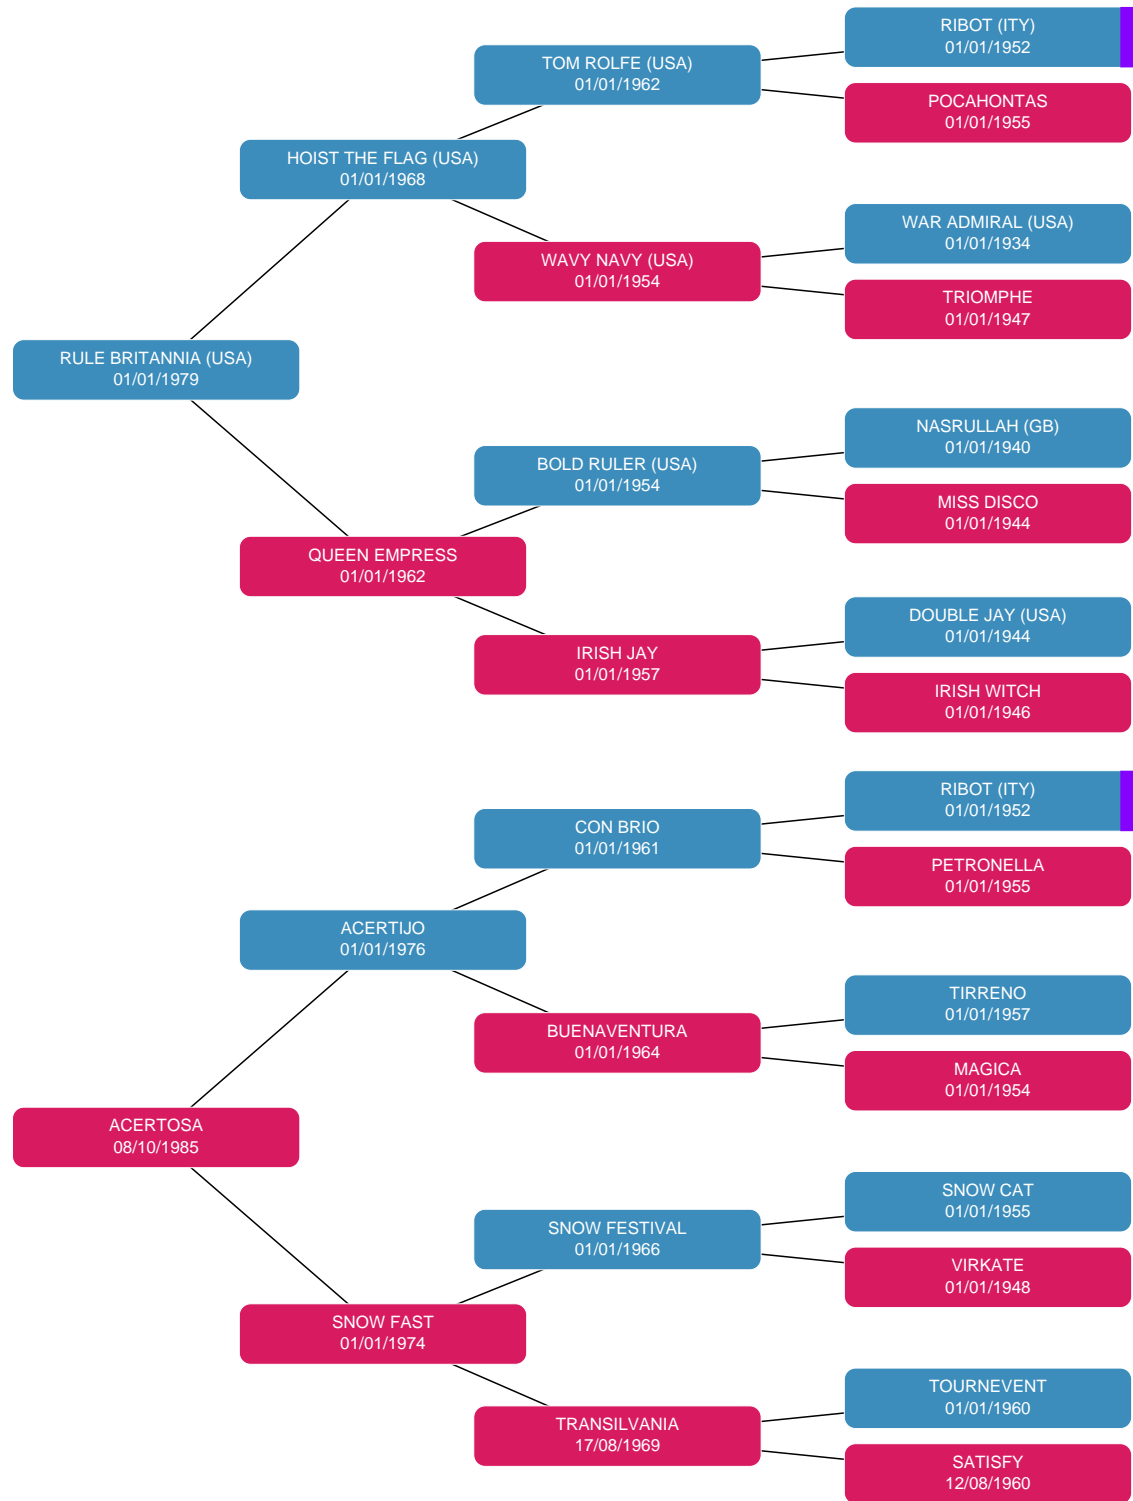 RIBOT (ITY)
01/01/1952
TOM ROLFE (USA)
01/01/1962
POCAHONTAS
01/01/1955
HOIST THE FLAG (USA)
01/01/1968
WAR ADMIRAL (USA)
01/01/1934
WAVY NAVY (USA)
01/01/1954
TRIOMPHE
01/01/1947
RULE BRITANNIA (USA)
01/01/1979
NASRULLAH (GB)
01/01/1940
BOLD RULER (USA)
01/01/1954
MISS DISCO
01/01/1944
QUEEN EMPRESS
01/01/1962
DOUBLE JAY (USA)
01/01/1944
IRISH JAY
01/01/1957
IRISH WITCH
01/01/1946
RIBOT (ITY)
01/01/1952
CON BRIO
01/01/1961
PETRONELLA
01/01/1955
ACERTIJO
01/01/1976
TIRRENO
01/01/1957
BUENAVENTURA
01/01/1964
MAGICA
01/01/1954
ACERTOSA
08/10/1985
SNOW CAT
01/01/1955
SNOW FESTIVAL
01/01/1966
VIRKATE
01/01/1948
SNOW FAST
01/01/1974
TOURNEVENT
01/01/1960
TRANSILVANIA
17/08/1969
SATISFY
12/08/1960